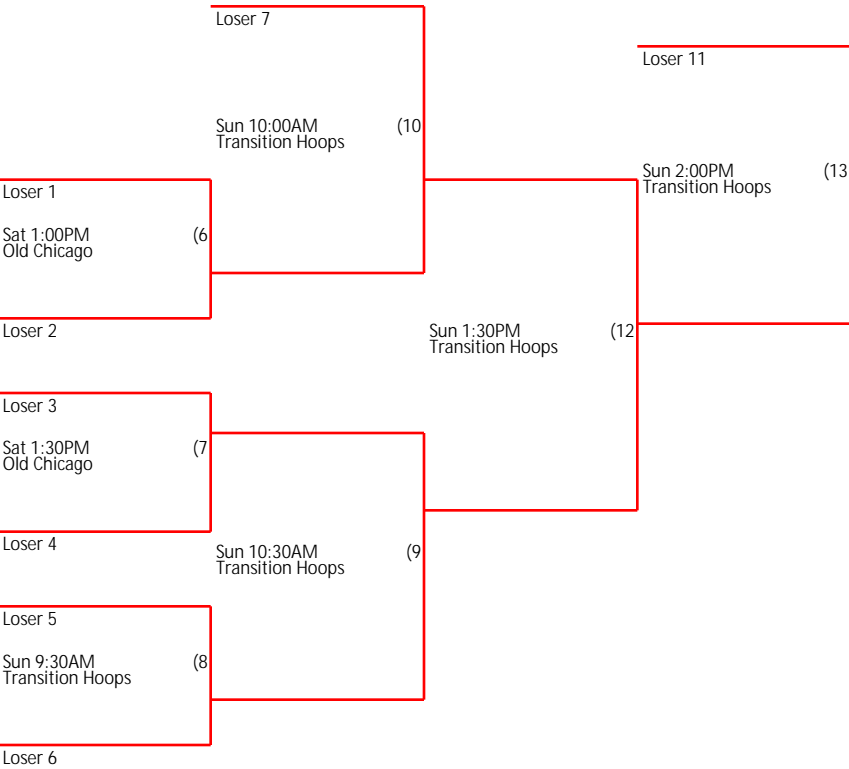 Loser 7
Loser 11
Sun 10:00AM (10
Transition Hoops
Sun 2:00PM (13
Transition Hoops
Loser 1
Sat 1:00PM (6
Old Chicago
Loser 2
Sun 1:30PM (12
Transition Hoops
Loser 3
Sat 1:30PM (7
Old Chicago
Loser 4
Sun 10:30AM (9
Transition Hoops
Loser 5
Sun 9:30AM (8
Transition Hoops
Loser 6